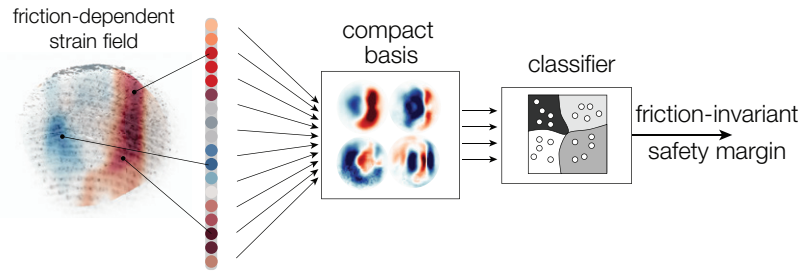 friction-dependent
strain field
compact
basis
classifier
friction-invariant
safety margin